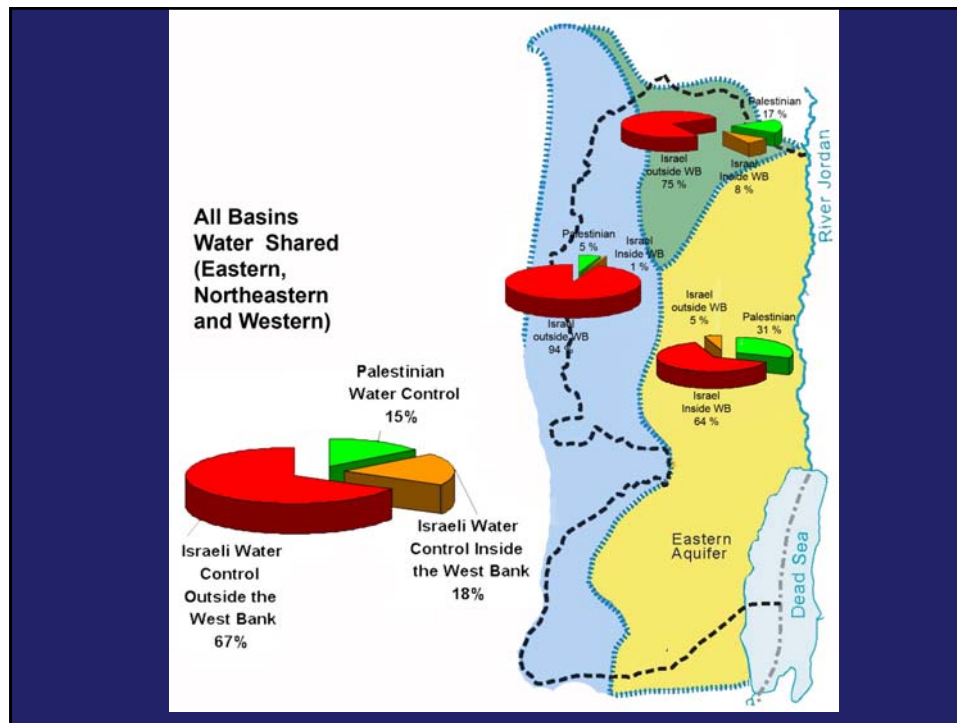 All Basins
Water Shared
(Eastern,
Northeastern
and Western)
Palestinian
Water Control
15%
Israeli Water
Control Inside
the West Bank
18%
Israeli Water
Control
Outside the
West Bank
67%
Palestinian
17 %
Israel
outside WB
75 %
Israel
Inside WB
8 %
Palestinian
5 %
Israel
Inside WB
1 %
Israel
outside WB
94 %
Israel
outside WB
5 %
Palestinian
31 %
Israel
Inside WB
64 %
Eastern
Aquifer
River Jordan
Dead Sea